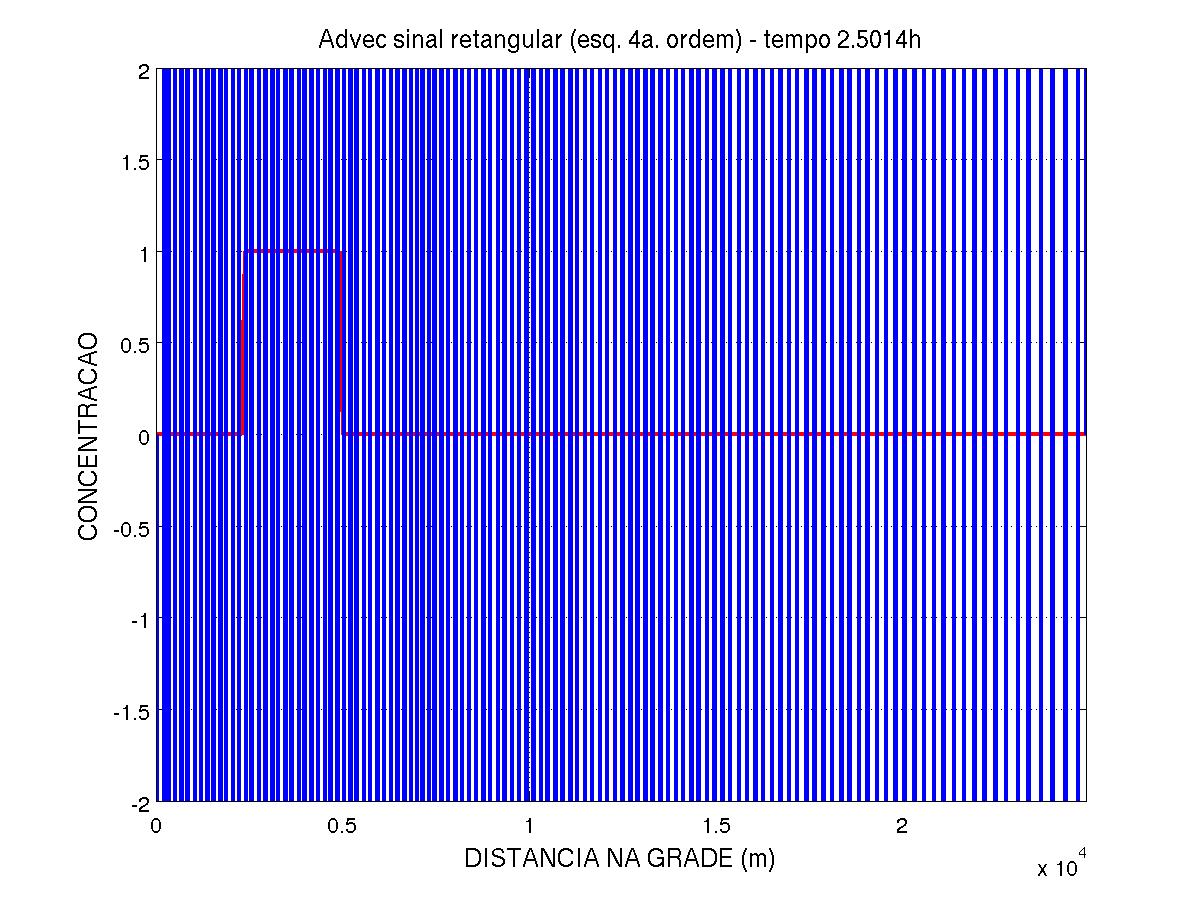 Advec sinal retangular (esq. 4a. ordem) - tempo 2.5014h
2
1.5
1
0.5
0
-0.5
-1
-1.5
-2
CONCENTRACAO
0 0.5 1 1.5 2
DISTANCIA NA GRADE (m)
x 10^4